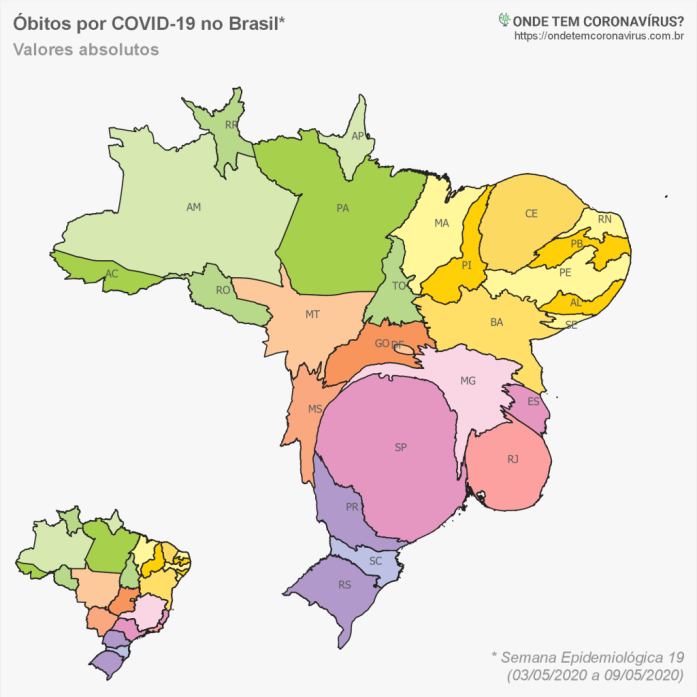 Óbitos por COVID-19 no Brasil*
Valores absolutos
ONDE TEM CORONAVÍRUS?
https://ondetemcoronavirus.com.br
RR
AP
AM
PA
MA
CE
RN
PB
PI
PE
AC
RO
TO
AL
SE
MT
BA
GO
DF
MG
MS
ES
SP
RJ
PR
SC
RS
* Semana Epidemiológica 19
(03/05/2020 a 09/05/2020)